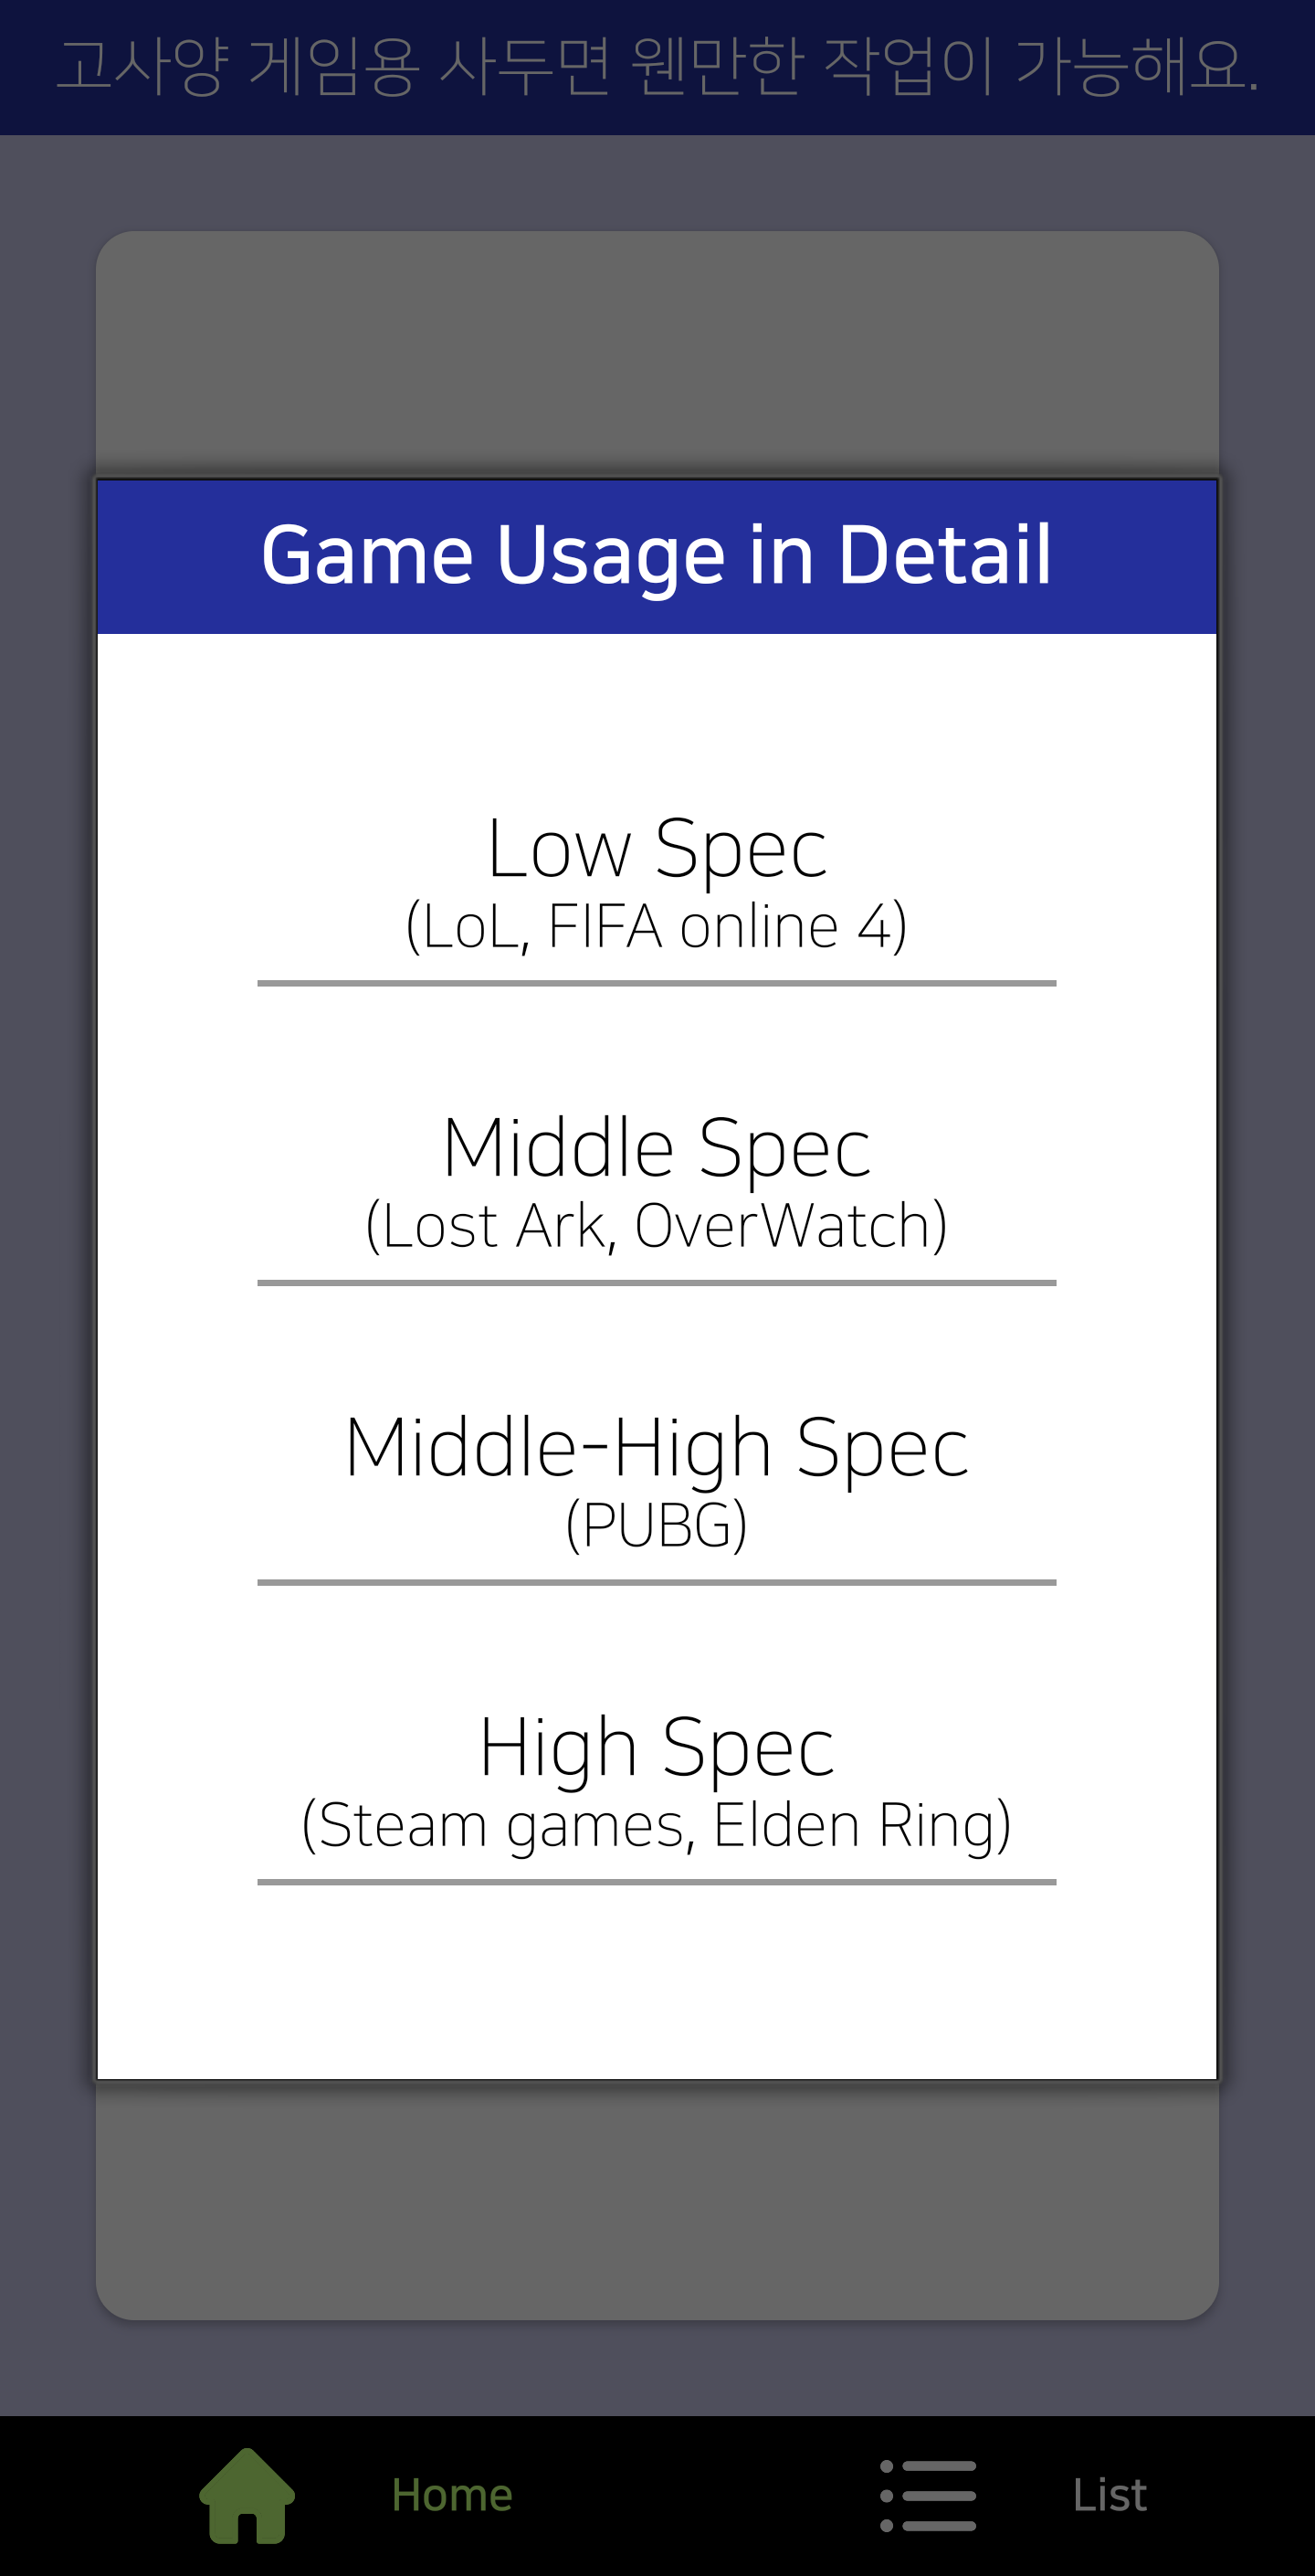 고사양 게임용 사두면 웬만한 작업이 가능해요.
Game Usage in Detail
Low Spec
(LoL, FIFA online 4)
Middle Spec
(Lost Ark, OverWatch)
Middle-High Spec
(PUBG)
High Spec
(Steam games, Elden Ring)
Home
List